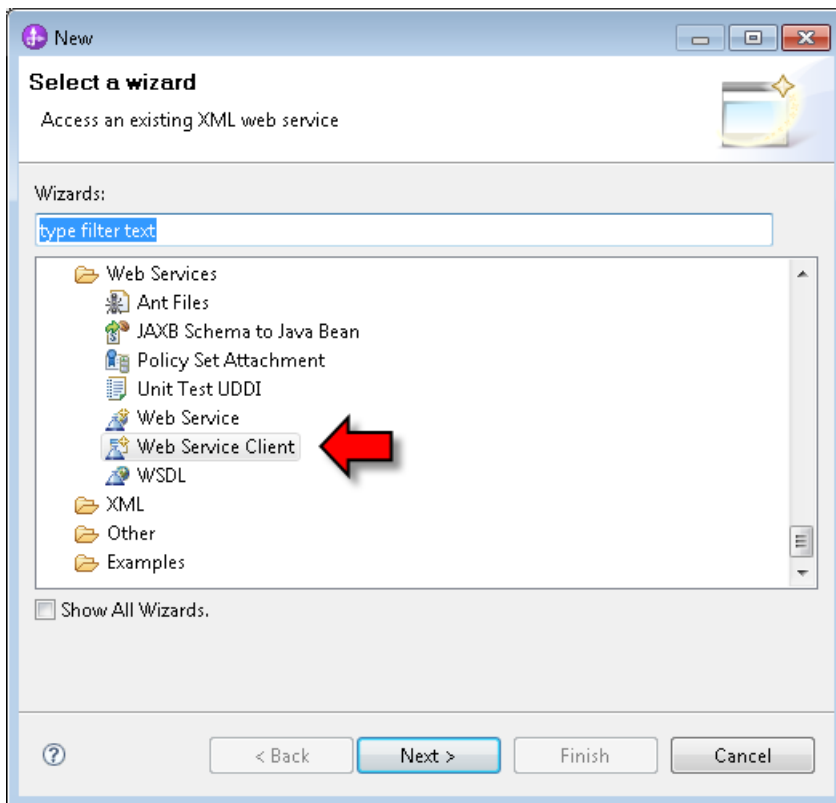 New
Select a wizard
Access an existing XML web service
Wizards:
type filter text
Web Services
Ant Files
JAXB Schema to Java Bean
Policy Set Attachment
Unit Test UDDI
Web Service
Web Service Client
WSDL
XML
Other
Examples
Show All Wizards.
? < Back Next > Finish Cancel